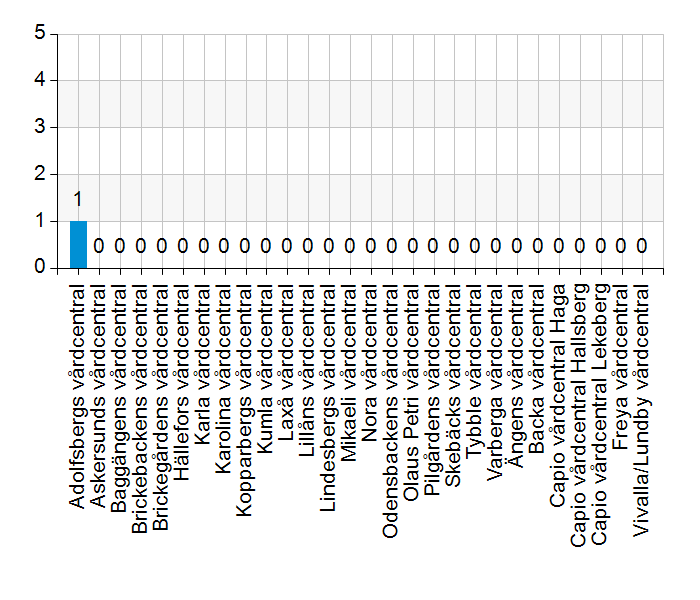 5
4
3
2
1
0
1
0 0 0 0 0 0 0 0 0 0 0 0 0 0 0 0 0 0 0 0 0 0 0 0 0 0 0
Adolfsbergs vårdcentral
Askersunds vårdcentral
Baggängens vårdcentral
Brickebackens vårdcentral
Brickegårdens vårdcentral
Hällefors vårdcentral
Karla vårdcentral
Karolina vårdcentral
Kopparbergs vårdcentral
Kumla vårdcentral
Laxå vårdcentral
Lillåns vårdcentral
Lindesbergs vårdcentral
Mikaeli vårdcentral
Nora vårdcentral
Odensbackens vårdcentral
Olaus Petri vårdcentral
Pilgårdens vårdcentral
Skebäcks vårdcentral
Tybble vårdcentral
Varberga vårdcentral
Ängens vårdcentral
Backa vårdcentral
Capio vårdcentral Haga
Capio vårdcentral Hallsberg
Capio vårdcentral Lekeberg
Freya vårdcentral
Vivalla/Lundby vårdcentral